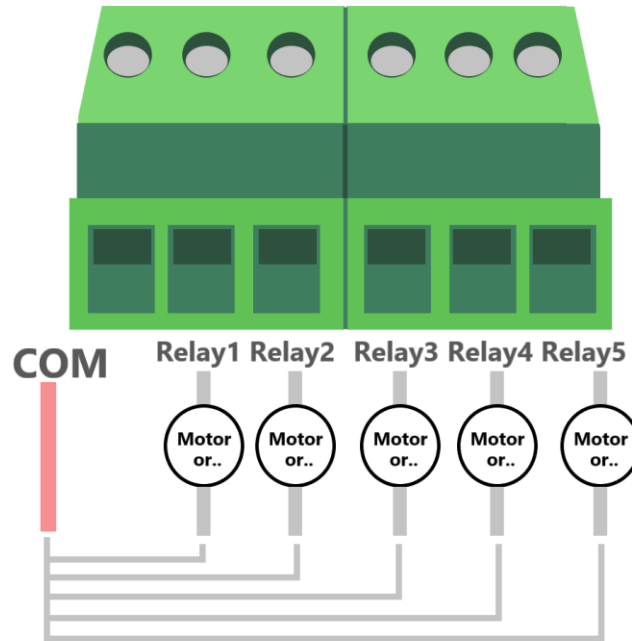 COM Relay1 Relay2 Relay3 Relay4 Relay5
Motor Motor Motor Motor Motor
or.. or.. or.. or.. or..